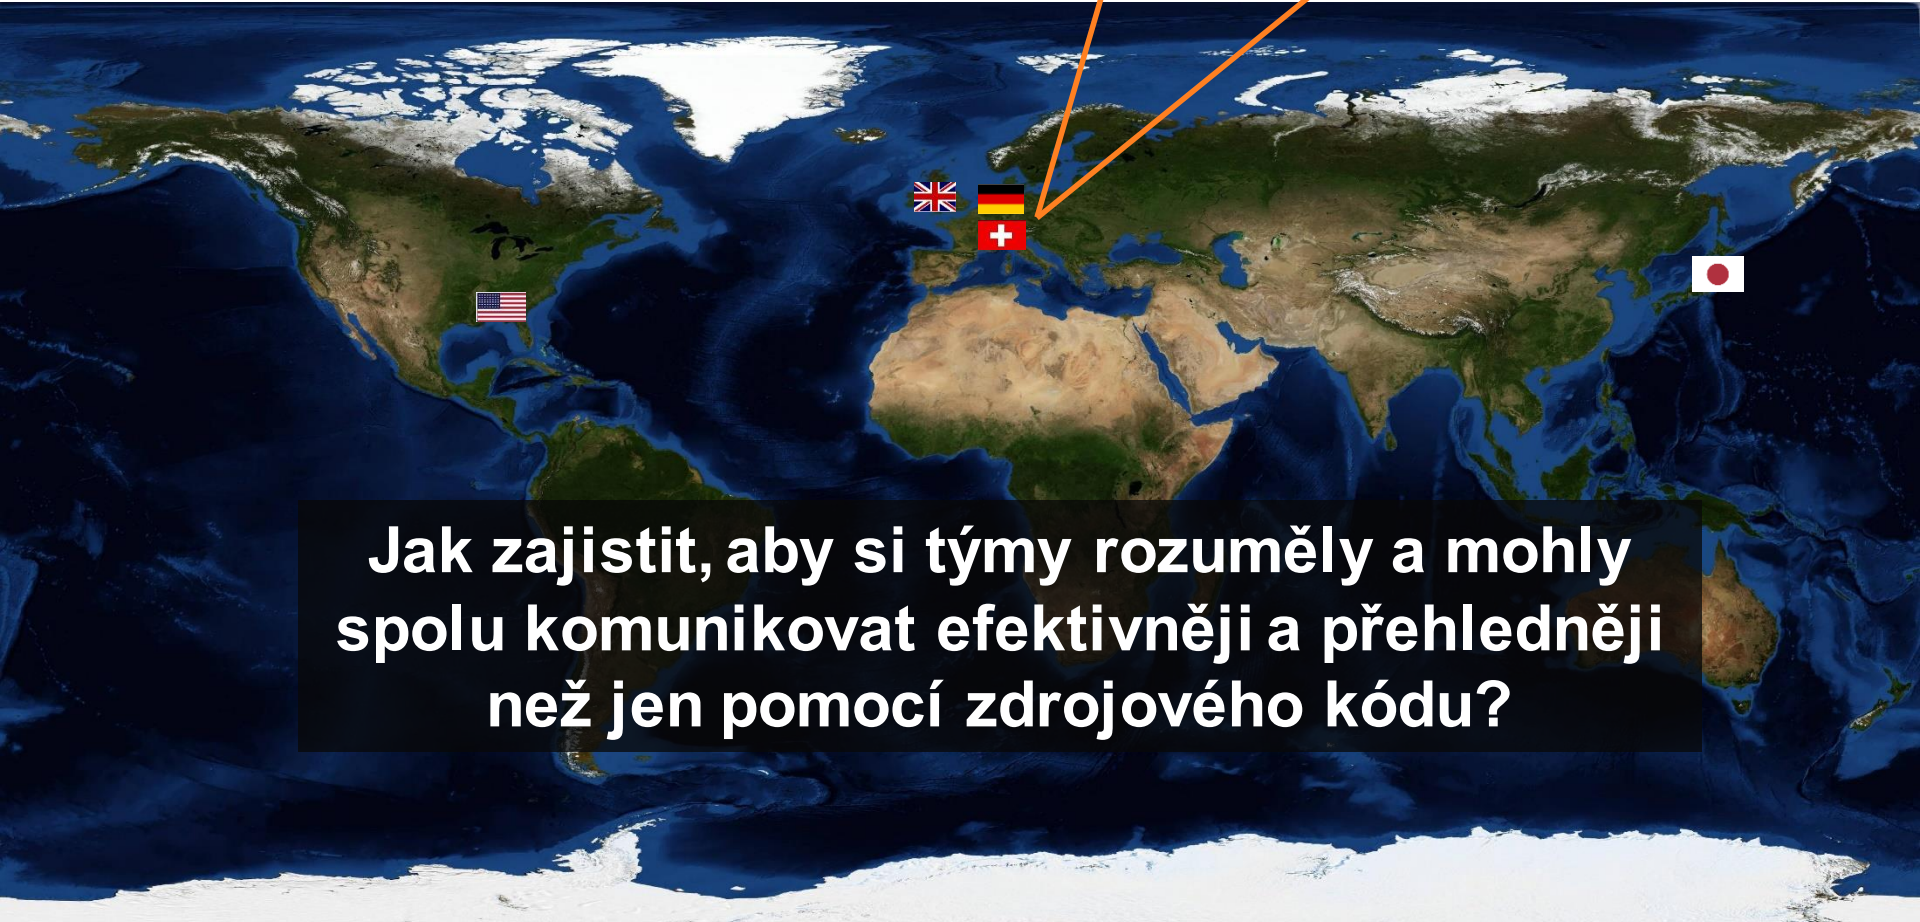 Jak zajistit, aby si týmy rozuměly a mohly
spolu komunikovat efektivněji a přehledněji
než jen pomocí zdrojového kódu?